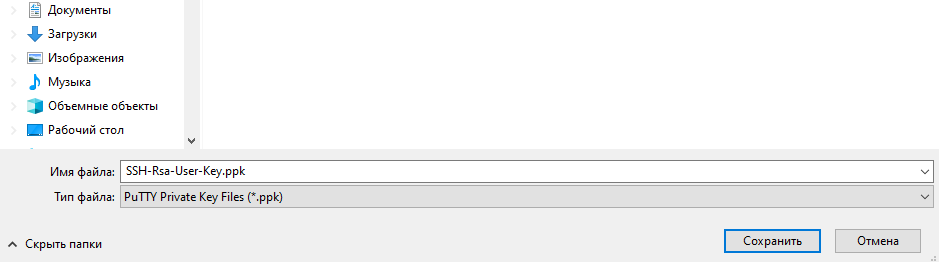 Документы
Загрузки
Изображения
Музыка
Объемные объекты
Рабочий стол
Имя файла: SSH-Rsa-User-Key.ppk
Тип файла: PuTTY Private Key Files (*.ppk)
Скрыть папки Сохранить Отмена